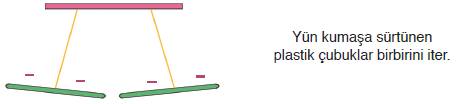 Yün kumaşa sürtünen
plastik çubuklar birbirini iter.